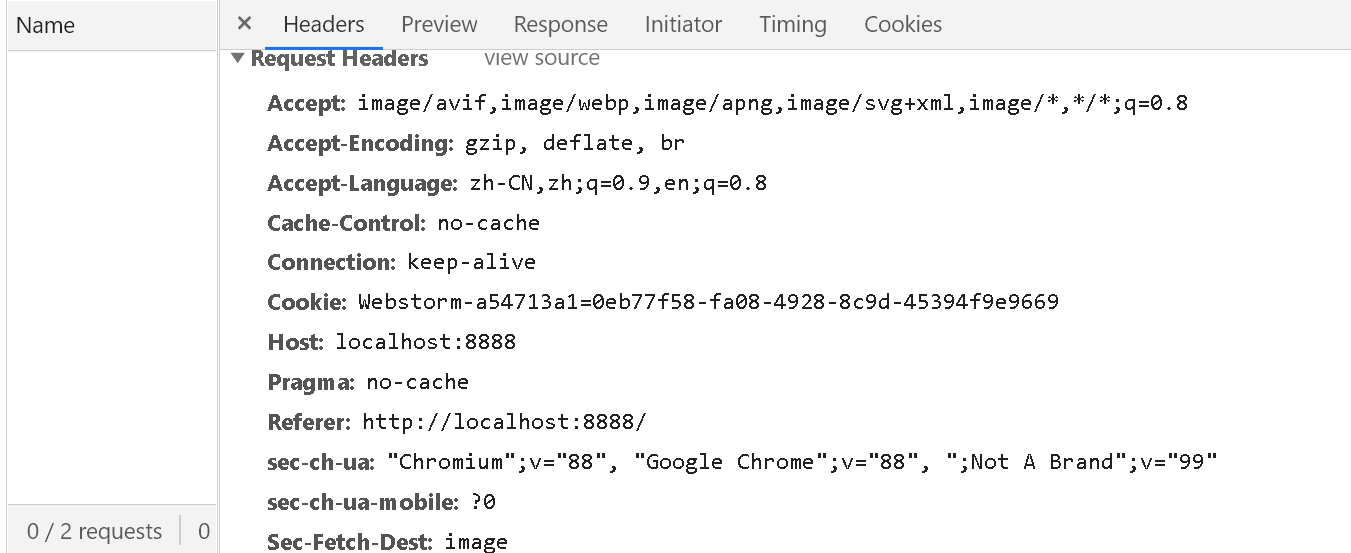 Name
× Headers Preview Response Initiator Timing Cookies
▼ Request Headers view source
Accept: image/avif,image/webp,image/apng,image/svg+xml,image/*,*/*;q=0.8
Accept-Encoding: gzip, deflate, br
Accept-Language: zh-CN,zh;q=0.9,en;q=0.8
Cache-Control: no-cache
Connection: keep-alive
Cookie: Webstorm-a54713a1=0eb77f58-fa08-4928-8c9d-45394f9e9669
Host: localhost:8888
Pragma: no-cache
Referer: http://localhost:8888/
sec-ch-ua: "Chromium";v="88", "Google Chrome";v="88", ";Not A Brand";v="99"
sec-ch-ua-mobile: ?0
Sec-Fetch-Dest: image
0 / 2 requests 0